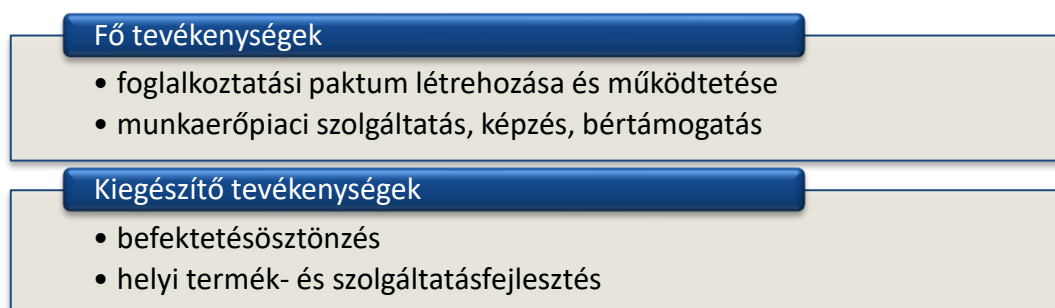 Fő tevékenységek
• foglalkoztatási paktum létrehozása és működtetése
• munkaerőpiaci szolgáltatás, képzés, bértámogatás
Kiegészítő tevékenységek
• befektetésösztönzés
• helyi termék- és szolgáltatásfejlesztés